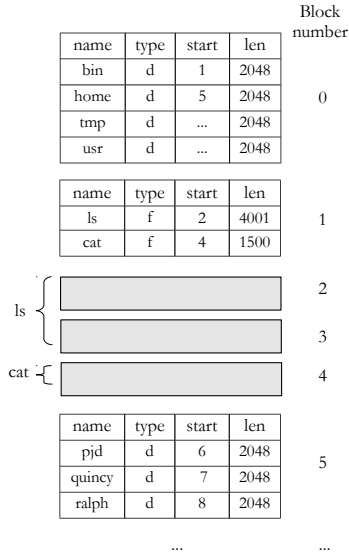 Block
number
name type start len
bin d 1 2048
home d 5 2048
tmp d ... 2048
usr d ... 2048
0
name type start len
ls f 2 4001
cat f 4 1500
1
ls
2
3
cat
4
name type start len
pjd d 6 2048
quincy d 7 2048
ralph d 8 2048
5
... ...